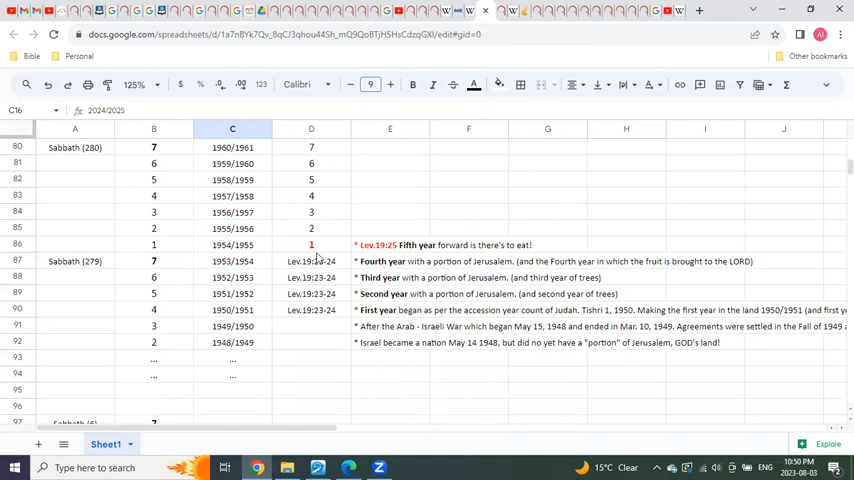 docs.google.com/spreadsheets/d/1a7nBYk7Qv_8qCJ3qhou44Sh_mQ9QoBTjH5HsCdzqGXI/edit#gid=0
Bible Personal Other bookmarks
125% $ % .0 .00 123 Calibri 9 B I A
C16 fx 2024/2025
A B C D E F G H I J
80 Sabbath (280) 7 1960/1961 7
81 6 1959/1960 6
82 5 1958/1959 5
83 4 1957/1958 4
84 3 1956/1957 3
85 2 1955/1956 2
86 1 1954/1955 1 * Lev.19:25 Fifth year forward is there's to eat!
87 Sabbath (279) 7 1953/1954 Lev.19:23-24 * Fourth year with a portion of Jerusalem. (and the Fourth year in which the fruit is brought to the LORD)
88 6 1952/1953 Lev.19:23-24 * Third year with a portion of Jerusalem. (and third year of trees)
89 5 1951/1952 Lev.19:23-24 * Second year with a portion of Jerusalem. (and second year of trees)
90 4 1950/1951 Lev.19:23-24 * First year began as per the accession year count of Judah. Tishri 1, 1950. Making the first year in the land 1950/1951 (and first y
91 3 1949/1950 * After the Arab - Israeli War which began May 15, 1948 and ended in Mar. 10, 1949. Agreements were settled in the Fall of 1949 a
92 2 1948/1949 * Israel became a nation May 14 1948, but did no yet have a "portion" of Jerusalem, GOD's land!
93 ... ...
94 ... ...
95
96
97 Sabbath (6) 7
Sheet1 Explore
Type here to search 15°C Clear ENG 10:50 PM 2023-08-03 2